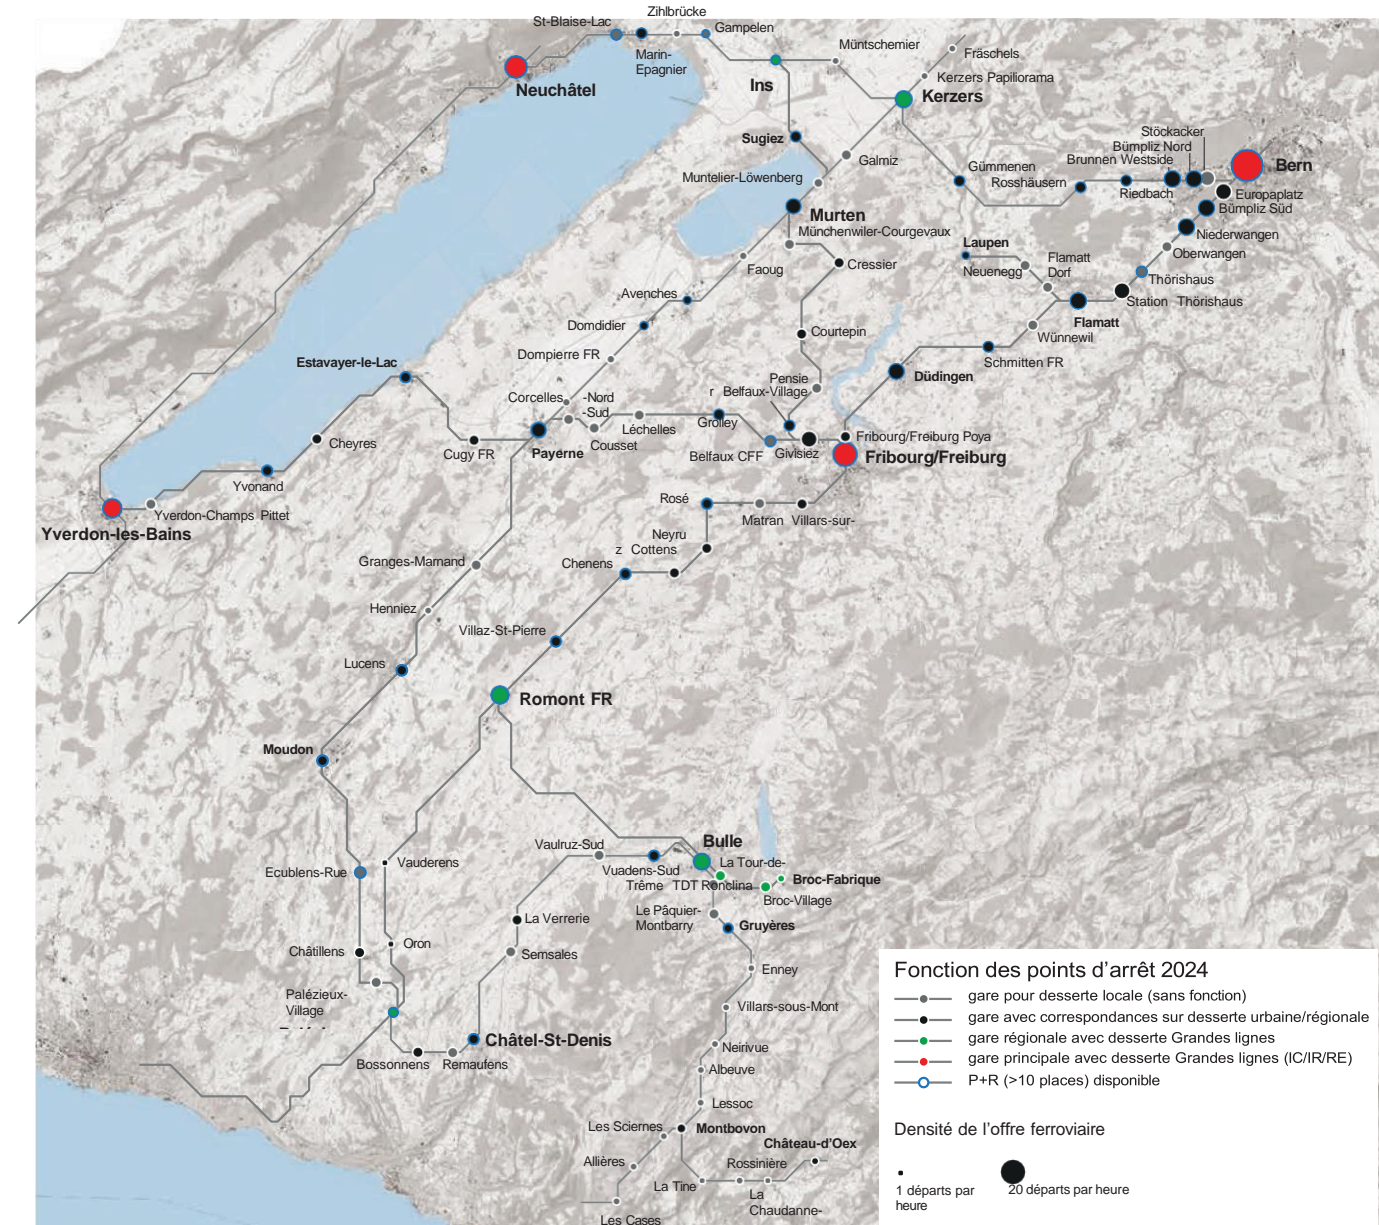 Zihlbrücke
St-Blaise-Lac
Gampelen
Marin-
Epagnier
Müntschemier
Fräschels
Neuchâtel
Ins
Kerzers Papiliorama
Kerzers
Stöckacker
Sugiez
Bümpliz Nord
Galmiz
Brunnen Westside
Bern
Gümmenen
Muntelier-Löwenberg
Rosshäusern
Riedbach
Europaplatz
Murten
Bümpliz Süd
Münchenwiler-Courgevaux
Niederwangen
Laupen
Oberwangen
Faoug
Cressier
Neuenegg
Flamatt
Dorf
Thörishaus
Avenches
Station Thörishaus
Domdidier
Flamatt
Courtepin
Wünnewil
Dompierre FR
Estavayer-le-Lac
Schmitten FR
Düdingen
Pensie
r Belfaux-Village
Corcelles
-Nord
-Sud
Grolley
Léchelles
Cheyres
Cousset
Fribourg/Freiburg Poya
Cugy FR
Payerne
Belfaux CFF
Givisiez
Fribourg/Freiburg
Yvonand
Rosé
Yverdon-Champs Pittet
Matran
Villars-sur-
Yverdon-les-Bains
Neyru
z Cottens
Granges-Marnand
Chenens
Henniez
Villaz-St-Pierre
Lucens
Romont FR
Moudon
Bulle
Vaulruz-Sud
Vauderens
La Tour-de-
Ecublens-Rue
Vuadens-Sud
Trême
TDT Ronclina
Broc-Fabrique
Broc-Village
Le Pâquier-
Montbarry
La Verrerie
Gruyères
Oron
Châtillens
Semsales
Enney
Palézieux-
Village
Villars-sous-Mont
Châtel-St-Denis
Neirivue
Bossonnens
Remaufens
Albeuve
Lessoc
Les Sciernes
Montbovon
Château-d'Oex
Allières
Rossinière
La Tine
La
Chaudanne-
Les Cases
Fonction des points d'arrêt 2024
gare pour desserte locale (sans fonction)
gare avec correspondances sur desserte urbaine/régionale
gare régionale avec desserte Grandes lignes
gare principale avec desserte Grandes lignes (IC/IR/RE)
P+R (>10 places) disponible
Densité de l'offre ferroviaire
1 départs par
heure
20 départs par heure